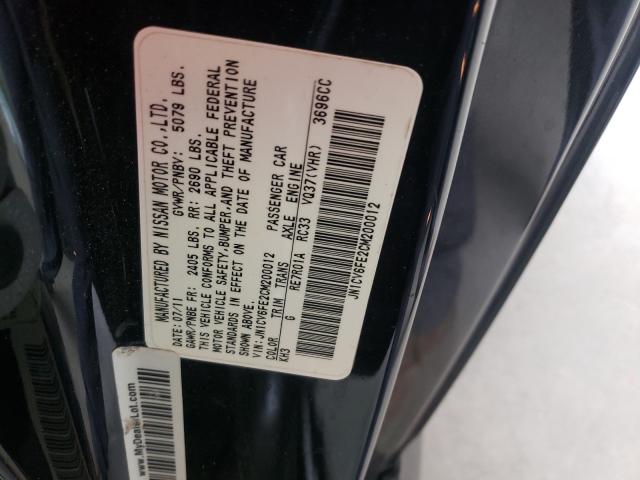 MANUFACTURED BY NISSAN MOTOR CO.,LTD.
DATE: 07/11 GVWR/PNBV: 5079 LBS.
GAWR/PNBE FR: 2405 LBS. RR: 2690 LBS.
THIS VEHICLE CONFORMS TO ALL APPLICABLE FEDERAL
MOTOR VEHICLE SAFETY,BUMPER,AND THEFT PREVENTION
STANDARDS IN EFFECT ON THE DATE OF MANUFACTURE
SHOWN ABOVE.
VIN:JN1CV6FE2CM200012 PASSENGER CAR
COLOR TRIM TRANS AXLE ENGINE
KH3 G RE7R01A RC33 VQ37(VHR) 3696CC
JN1CV6FE2CM200012
www.MyDealerLot.com